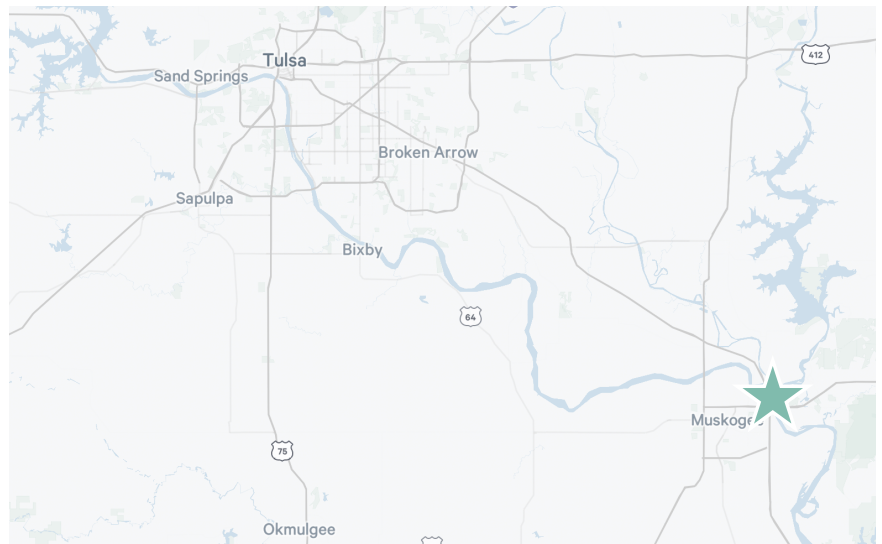 412
Tulsa
Sand Springs
Broken Arrow
Sapulpa
Bixby
64
Muskogee
75
Okmulgee